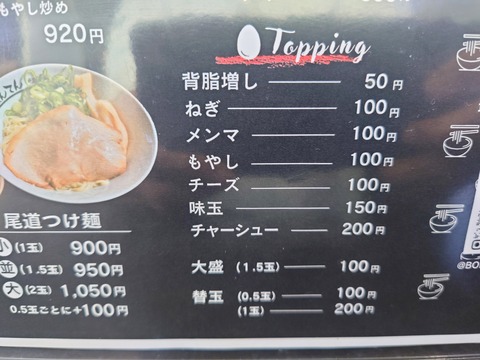 もやし炒め
920円
Topping
背脂増し 50円
ねぎ 100円
メンマ 100円
もやし 100円
チーズ 100円
味玉 150円
チャーシュー 200円
大盛 (1.5玉) 100円
替玉 (0.5玉) 100円
(1玉) 200円
尾道つけ麺
小 (1玉) 900円
並 (1.5玉) 950円
大 (2玉) 1,050円
0.5玉ごとに+100円